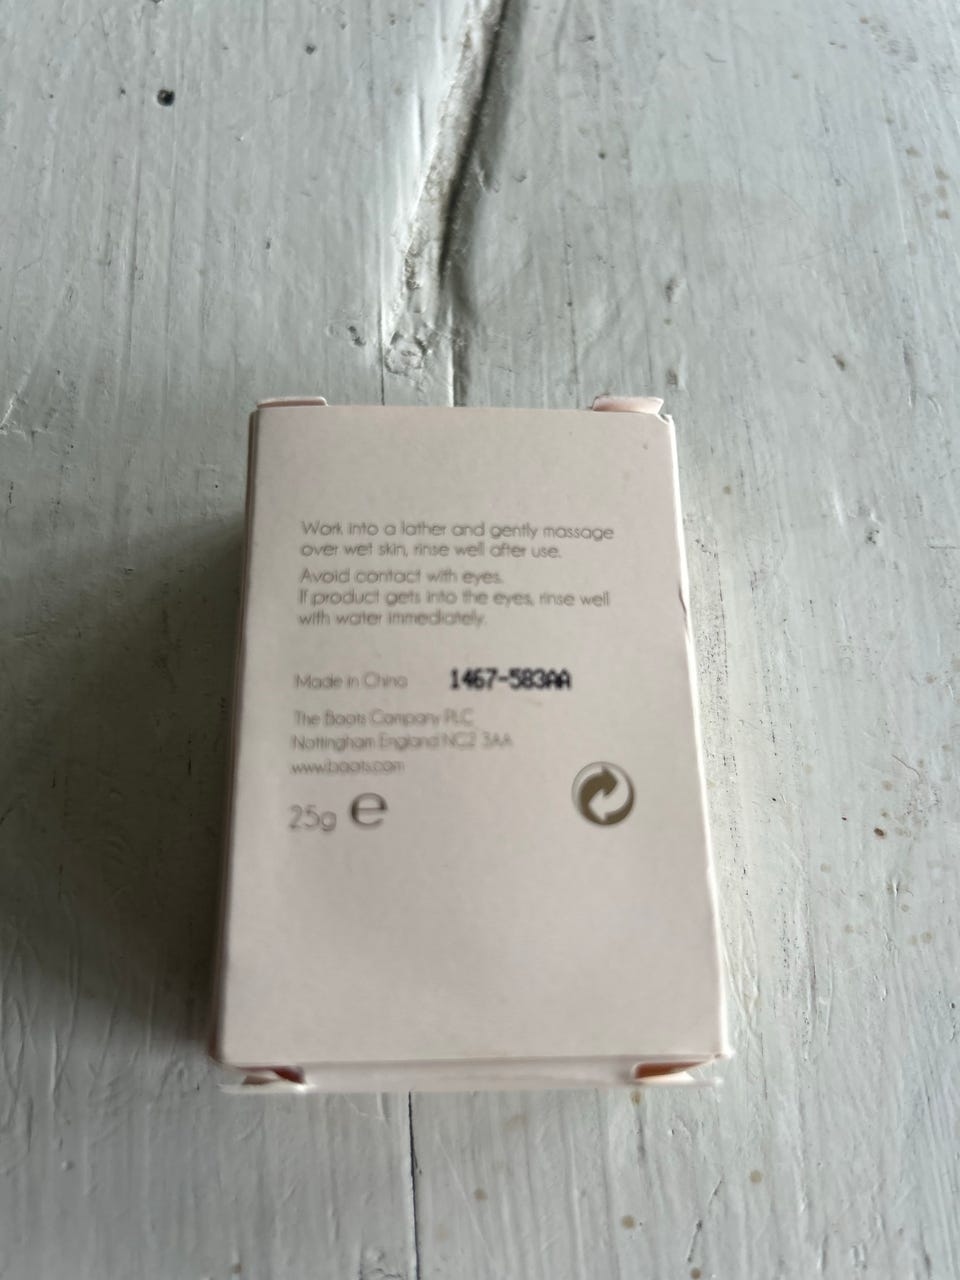 Work into a lather and gently massage
over wet skin, rinse well after use.
Avoid contact with eyes.
If product gets into the eyes, rinse well
with water immediately.
Made in China 1467-583AA
The Boots Company PLC
Nottingham England NG2 3AA
www.boots.com
25g e